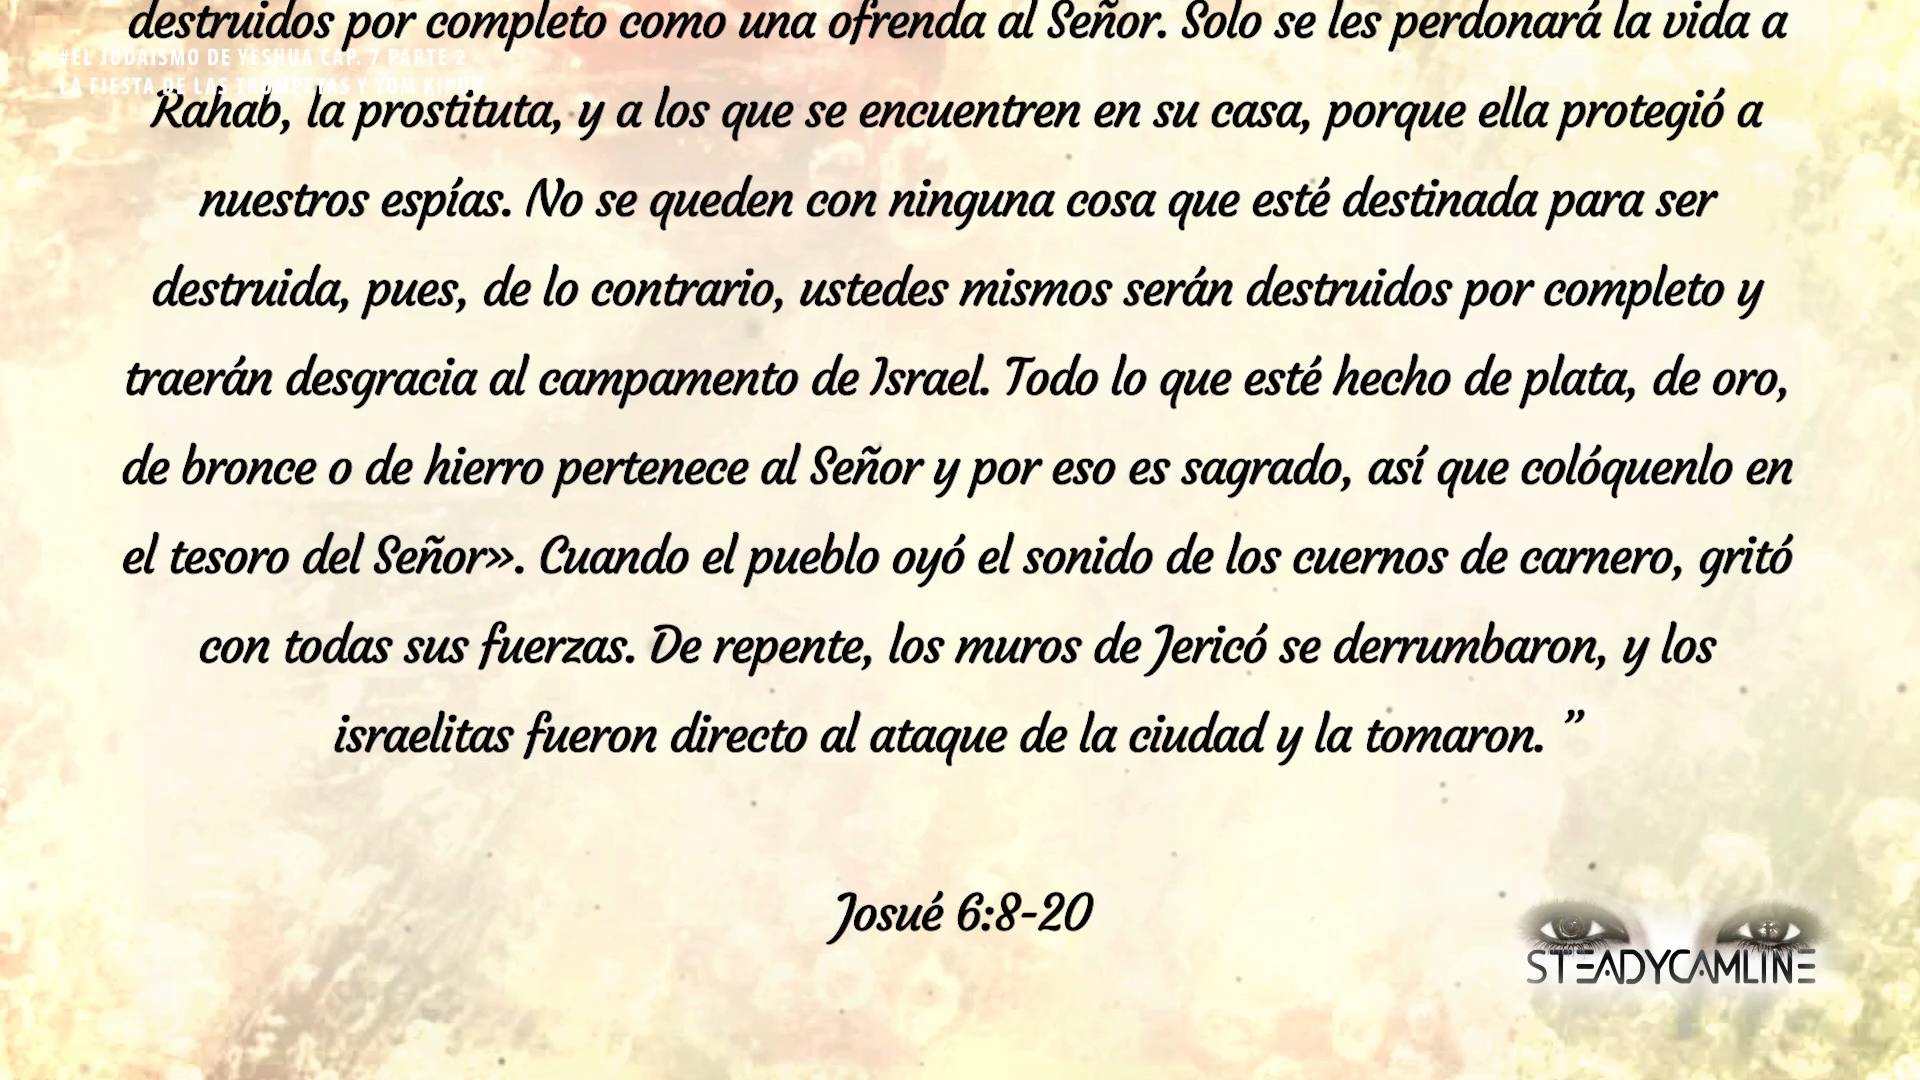 destruidos por completo como una ofrenda al Señor. Solo se les perdonará la vida a
#EL JUDAISMO DE YESHUA CAP. 7 PARTE 2
LA FIESTA DE LAS TROMPETAS Y YOM KIPUR
Rahab, la prostituta, y a los que se encuentren en su casa, porque ella protegió a
nuestros espías. No se queden con ninguna cosa que esté destinada para ser
destruida, pues, de lo contrario, ustedes mismos serán destruidos por completo y
traerán desgracia al campamento de Israel. Todo lo que esté hecho de plata, de oro,
de bronce o de hierro pertenece al Señor y por eso es sagrado, así que colóquenlo en
el tesoro del Señor». Cuando el pueblo oyó el sonido de los cuernos de carnero, gritó
con todas sus fuerzas. De repente, los muros de Jericó se derrumbaron, y los
israelitas fueron directo al ataque de la ciudad y la tomaron. ”
Josué 6:8-20
STEADYCAMLINE